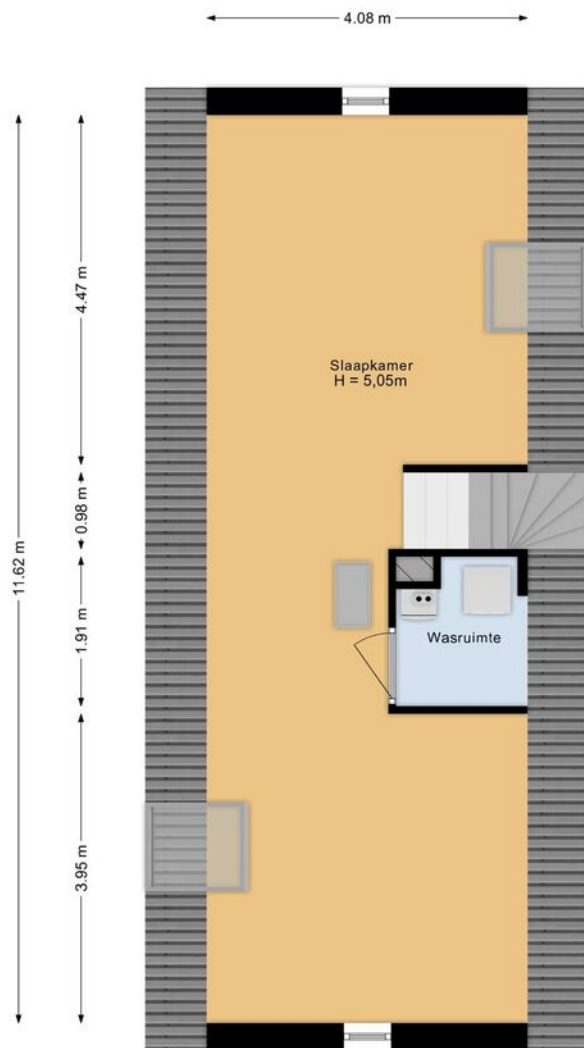 4.08 m
4.47 m
Slaapkamer
H = 5,05m
0.98 m
11.62 m
1.91 m
Wasruimte
3.95 m